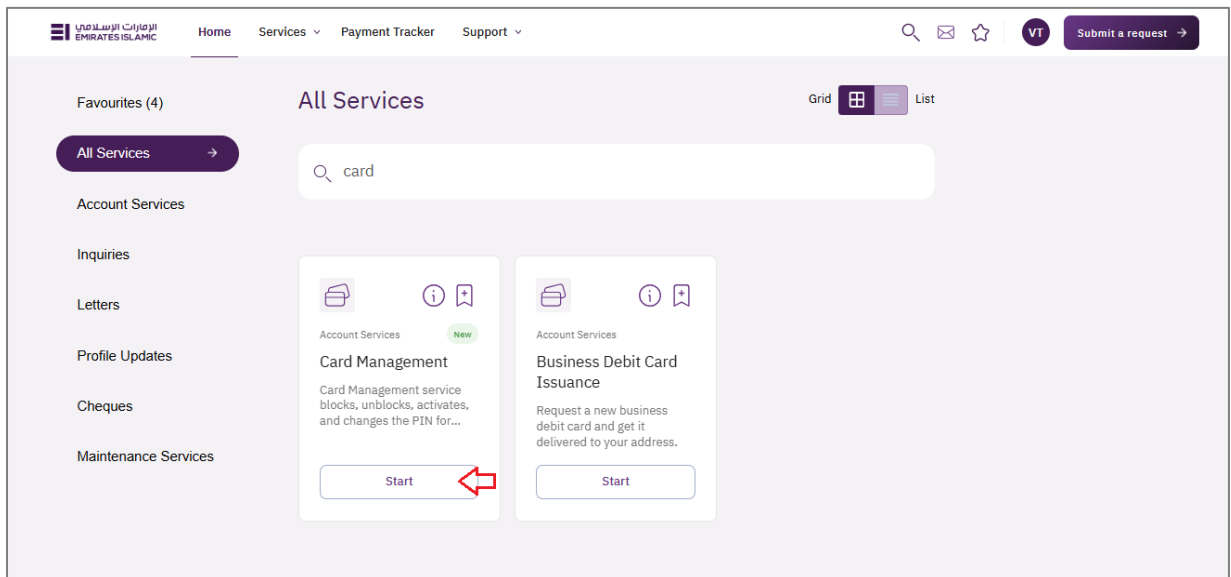 الإمارات الإسلامي
EMIRATES ISLAMIC
Home
Services
Payment Tracker
Support
VT
Submit a request
Favourites (4)
All Services
Grid
List
All Services
card
Account Services
Inquiries
Letters
Profile Updates
Cheques
Maintenance Services
Account Services
New
Card Management
Card Management service
blocks, unblocks, activates,
and changes the PIN for...
Start
Account Services
Business Debit Card
Issuance
Request a new business
debit card and get it
delivered to your address.
Start